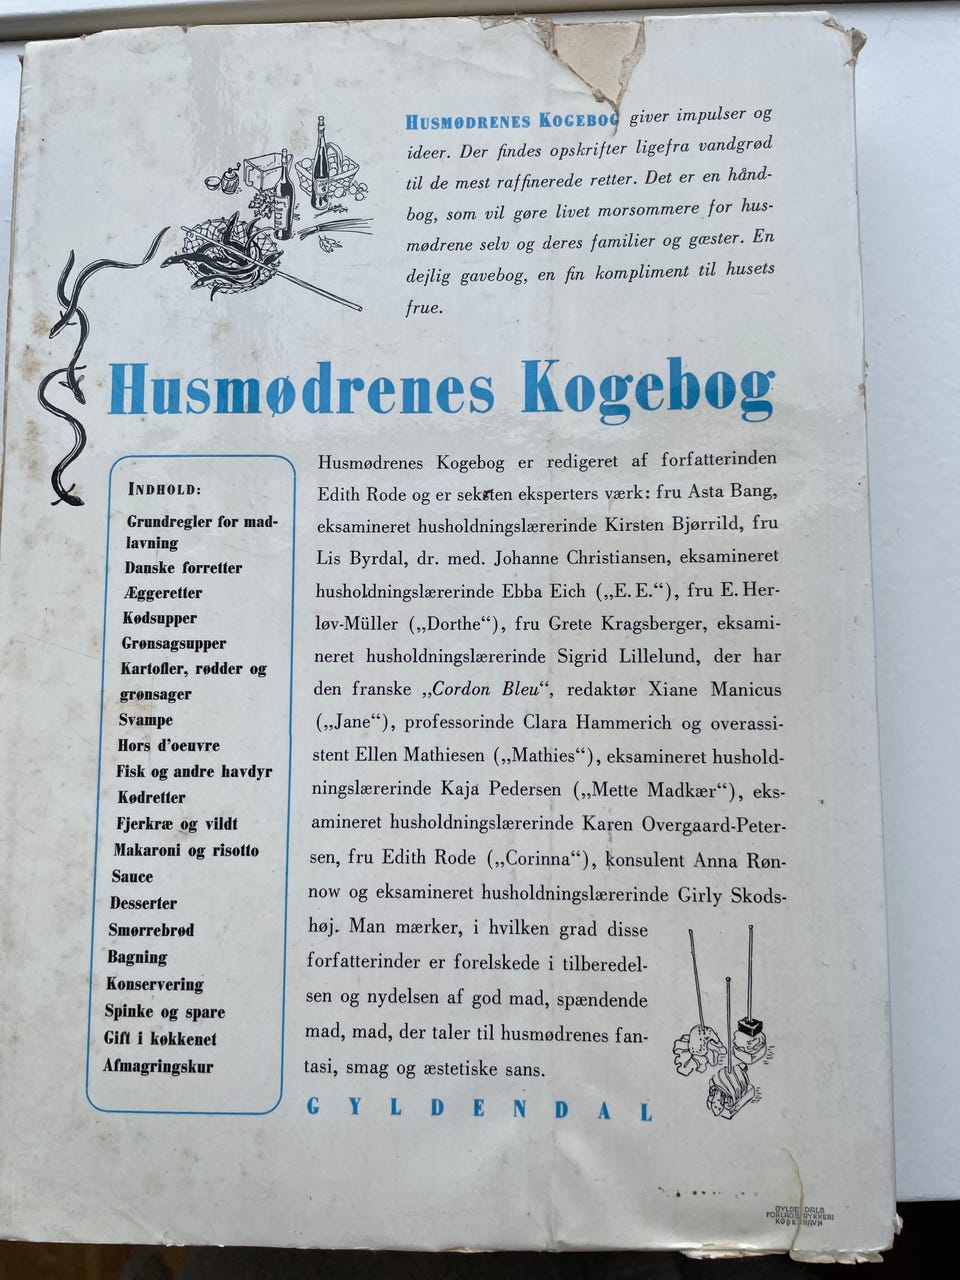 HUSMØDRENES KOGEBOG giver impulser og
ideer. Der findes opskrifter ligefra vandgrød
til de mest raffinerede retter. Det er en hånd-
bog, som vil gøre livet morsommere for hus-
mødrene selv og deres familier og gæster. En
dejlig gavebog, en fin kompliment til husets
frue.
Husmødrenes Kogebog
INDHOLD:
Grundregler for mad-
lavning
Danske forretter
Æggeretter
Kødsupper
Grønsagsupper
Kartofler, rødder og
grønsager
Svampe
Hors d'oeuvre
Fisk og andre havdyr
Kødretter
Fjerkræ og vildt
Makaroni og risotto
Sauce
Desserter
Smørrebrød
Bagning
Konservering
Spinke og spare
Gift i køkkenet
Afmagringskur
Husmødrenes Kogebog er redigeret af forfatterinden
Edith Rode og er seksten eksperters værk: fru Asta Bang,
eksamineret husholdningslærerinde Kirsten Bjørrild, fru
Lis Byrdal, dr. med. Johanne Christiansen, eksamineret
husholdningslærerinde Ebba Eich („E. E.“), fru E. Her-
løv-Müller („Dorthe“), fru Grete Kragsberger, eksami-
neret husholdningslærerinde Sigrid Lillelund, der har
den franske „Cordon Bleu“, redaktør Xiane Manicus
(„Jane“), professorinde Clara Hammerich og overassi-
stent Ellen Mathiesen („Mathies“), eksamineret hushold-
ningslærerinde Kaja Pedersen („Mette Madkær“), eks-
amineret husholdningslærerinde Karen Overgaard-Peter-
sen, fru Edith Rode („Corinna“), konsulent Anna Røn-
now og eksamineret husholdningslærerinde Girly Skods-
høj. Man mærker, i hvilken grad disse
forfatterinder er forelskede i tilberedel-
sen og nydelsen af god mad, spændende
mad, mad, der taler til husmødrenes fan-
tasi, smag og æstetiske sans.
GYLDENDAL
GYLDENDALS
FORLAGSTRYKKERI
KØBENHAVN